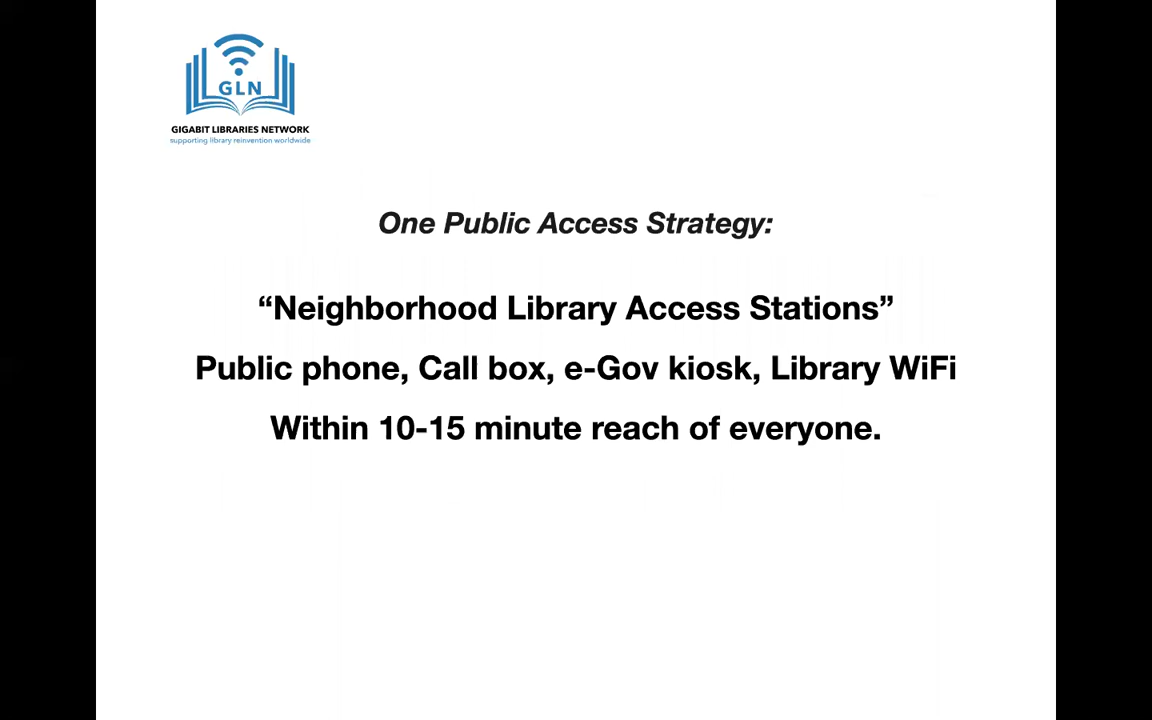 GLN
GIGABIT LIBRARIES NETWORK
supporting library reinvention worldwide
One Public Access Strategy:
“Neighborhood Library Access Stations”
Public phone, Call box, e-Gov kiosk, Library WiFi
Within 10-15 minute reach of everyone.